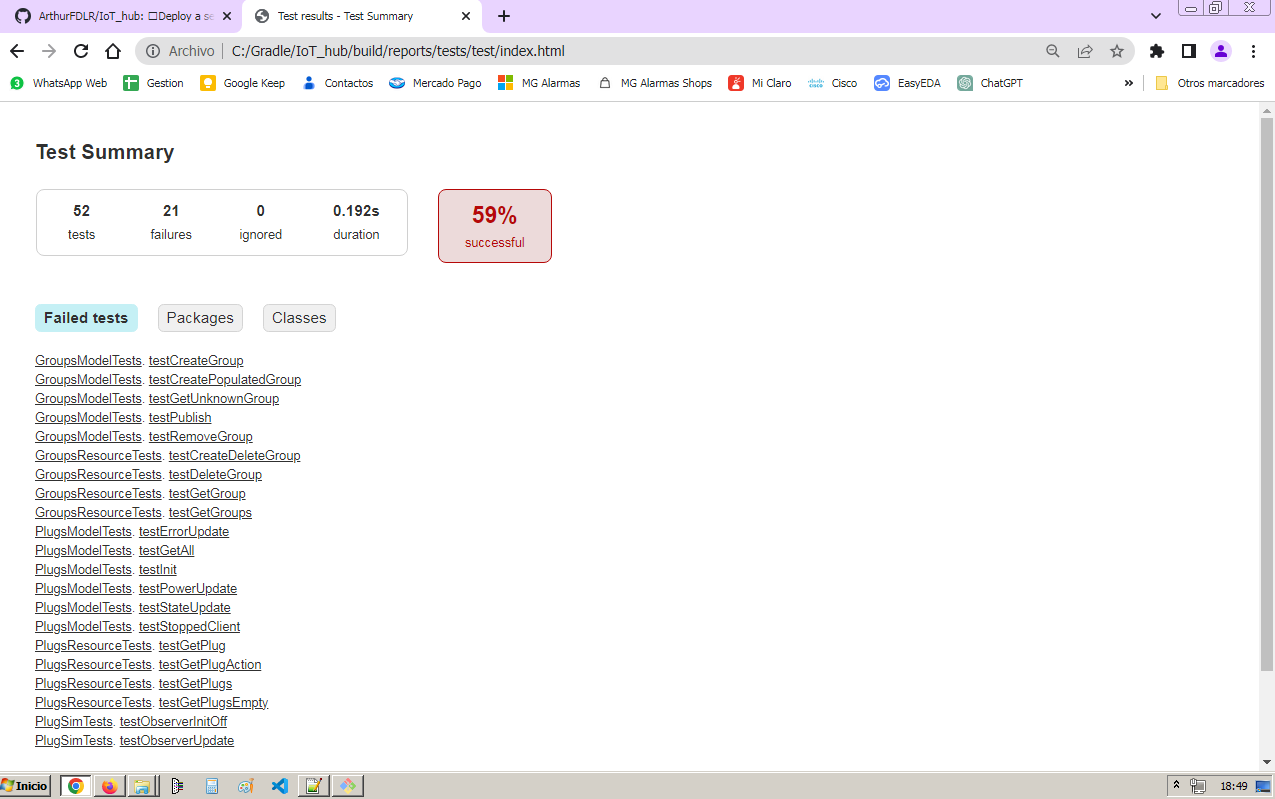 ArthurFDLR/IoT_hub: □Deploy a se
Test results - Test Summary
Archivo C:/Gradle/IoT_hub/build/reports/tests/test/index.html
3 WhatsApp Web Gestion Google Keep Contactos Mercado Pago MG Alarmas MG Alarmas Shops Mi Claro Cisco EasyEDA ChatGPT » Otros marcadores
Test Summary
52 21 0 0.192s
tests failures ignored duration
59%
successful
Failed tests Packages Classes
GroupsModelTests. testCreateGroup
GroupsModelTests. testCreatePopulatedGroup
GroupsModelTests. testGetUnknownGroup
GroupsModelTests. testPublish
GroupsModelTests. testRemoveGroup
GroupsResourceTests. testCreateDeleteGroup
GroupsResourceTests. testDeleteGroup
GroupsResourceTests. testGetGroup
GroupsResourceTests. testGetGroups
PlugsModelTests. testErrorUpdate
PlugsModelTests. testGetAll
PlugsModelTests. testInit
PlugsModelTests. testPowerUpdate
PlugsModelTests. testStateUpdate
PlugsModelTests. testStoppedClient
PlugsResourceTests. testGetPlug
PlugsResourceTests. testGetPlugAction
PlugsResourceTests. testGetPlugs
PlugsResourceTests. testGetPlugsEmpty
PlugSimTests. testObserverInitOff
PlugSimTests. testObserverUpdate
Inicio 18:49